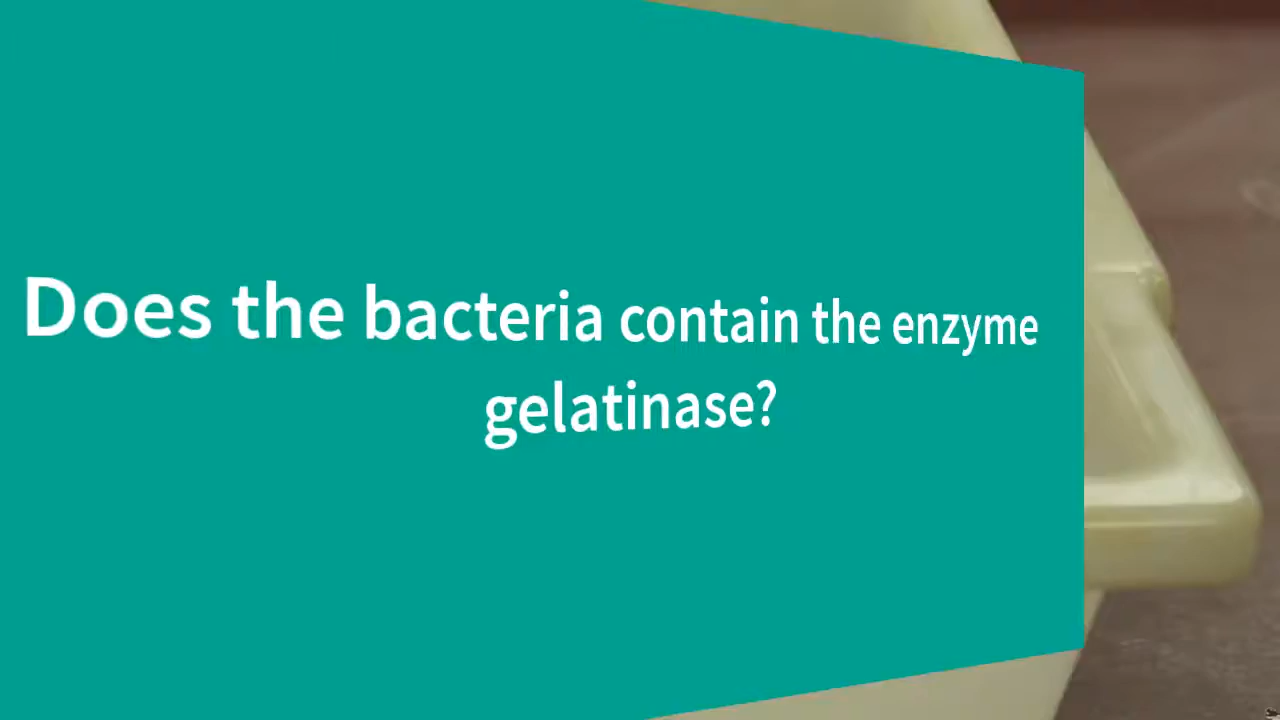 Does the bacteria contain the enzyme
gelatinase?